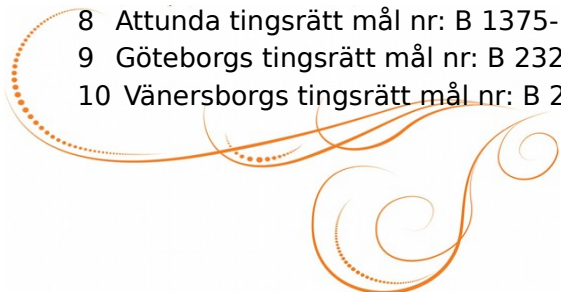 8 Attunda tingsrätt mål nr: B 1375-
9 Göteborgs tingsrätt mål nr: B 232
10 Vänersborgs tingsrätt mål nr: B 2